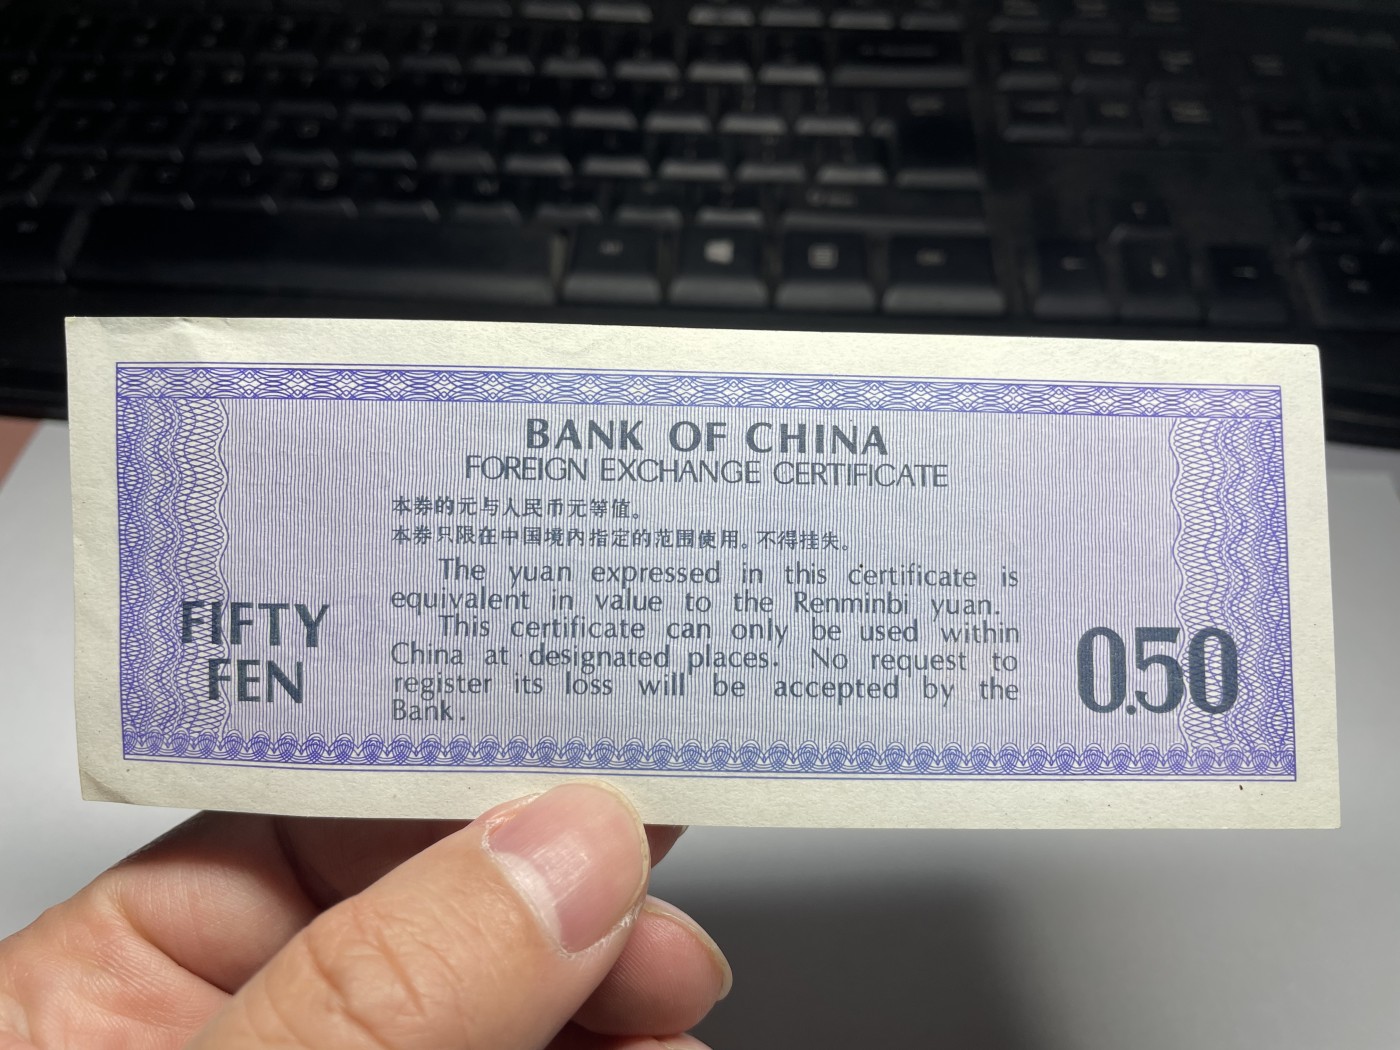 BANK OF CHINA
FOREIGN EXCHANGE CERTIFICATE
本券的元与人民币元等值。
本券只限在中国境内指定的范围使用。不得挂失。
The yuan expressed in this certificate is
equivalent in value to the Renminbi yuan.
This certificate can only be used within
China at designated places. No request to
register its loss will be accepted by the
Bank.
FIFTY
FEN
0.50